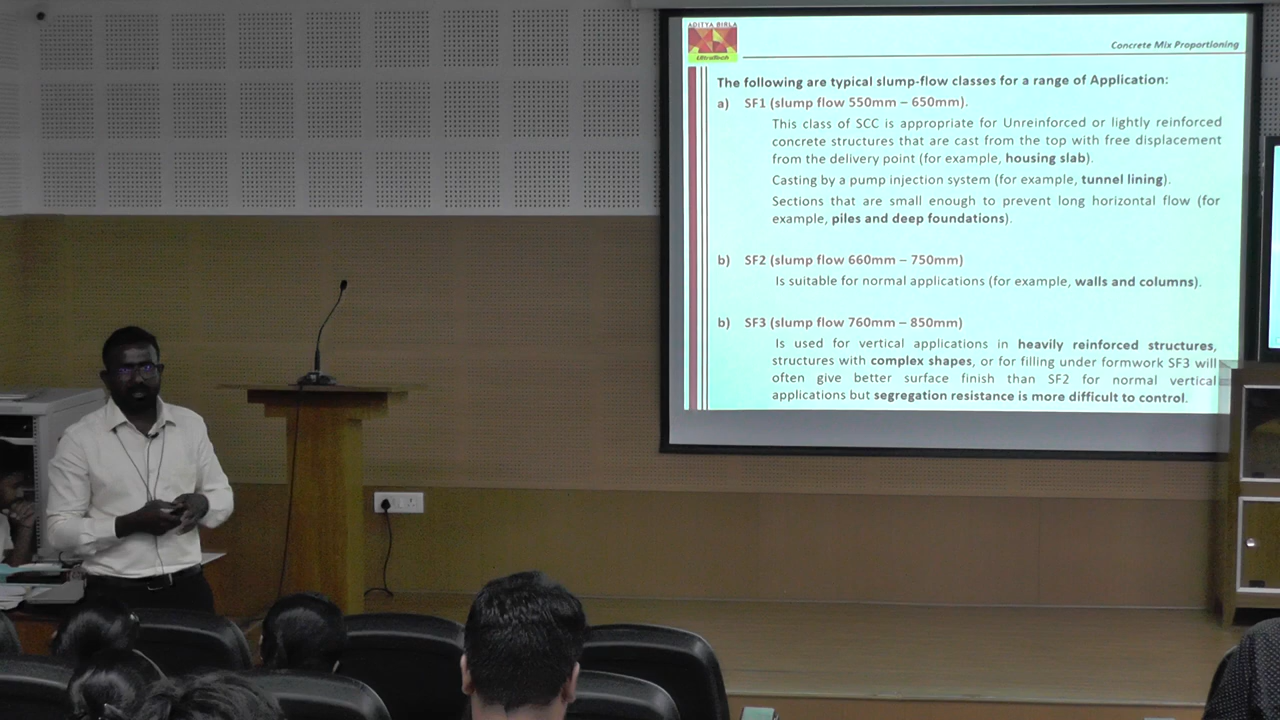 ADITYA BIRLA
UltraTech
Concrete Mix Proportioning
The following are typical slump-flow classes for a range of Application:
a) SF1 (slump flow 550mm – 650mm).
This class of SCC is appropriate for Unreinforced or lightly reinforced
concrete structures that are cast from the top with free displacement
from the delivery point (for example, housing slab).
Casting by a pump injection system (for example, tunnel lining).
Sections that are small enough to prevent long horizontal flow (for
example, piles and deep foundations).
b) SF2 (slump flow 660mm – 750mm)
Is suitable for normal applications (for example, walls and columns).
b) SF3 (slump flow 760mm – 850mm)
Is used for vertical applications in heavily reinforced structures,
structures with complex shapes, or for filling under formwork SF3 will
often give better surface finish than SF2 for normal vertical
applications but segregation resistance is more difficult to control.